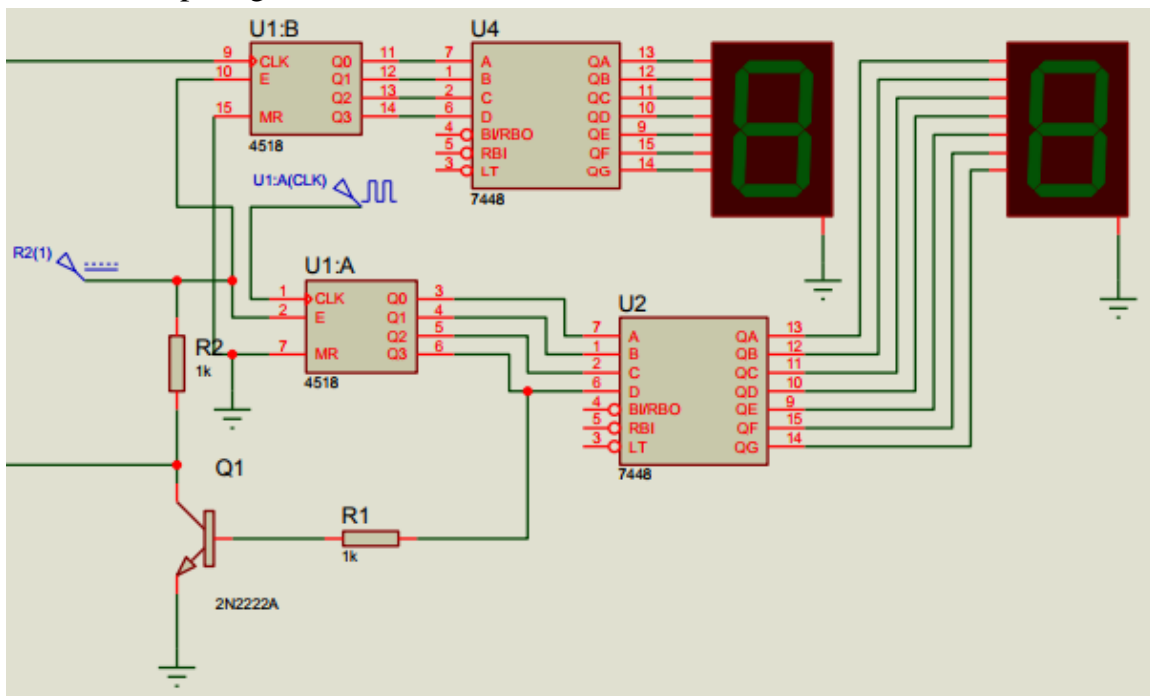 U1:B
9 CLK Q0 11
10 E Q1 12
Q2 13
15 MR Q3 14
4518
U4
7 A QA 13
1 B QB 12
2 C QC 11
6 D QD 10
4 BI/RBO QE 9
5 RBI QF 15
3 LT QG 14
7448
U1:A(CLK)
R2(1)
U1:A
1 CLK Q0 3
2 E Q1 4
Q2 5
7 MR Q3 6
4518
R2
1k
U2
7 A QA 13
1 B QB 12
2 C QC 11
6 D QD 10
4 BI/RBO QE 9
5 RBI QF 15
3 LT QG 14
7448
Q1
2N2222A
R1
1k